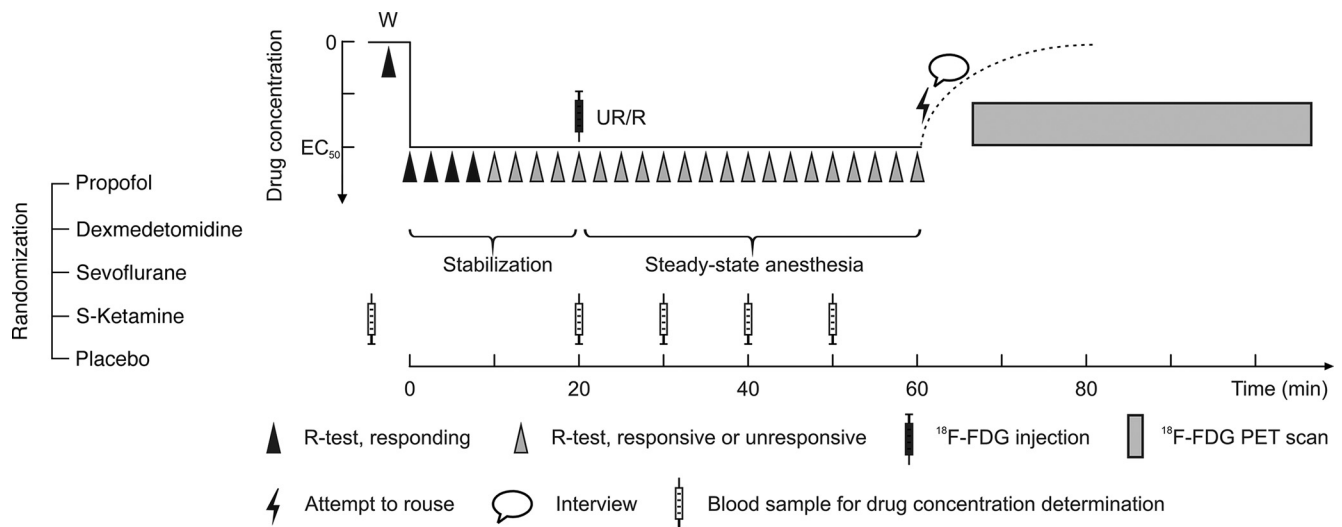 W
0
Drug concentration
UR/R
EC50
Randomization
Propofol
Dexmedetomidine
Sevoflurane
S-Ketamine
Placebo
Stabilization
Steady-state anesthesia
0
20
40
60
80
Time (min)
R-test, responding
R-test, responsive or unresponsive
18F-FDG injection
18F-FDG PET scan
Attempt to rouse
Interview
Blood sample for drug concentration determination